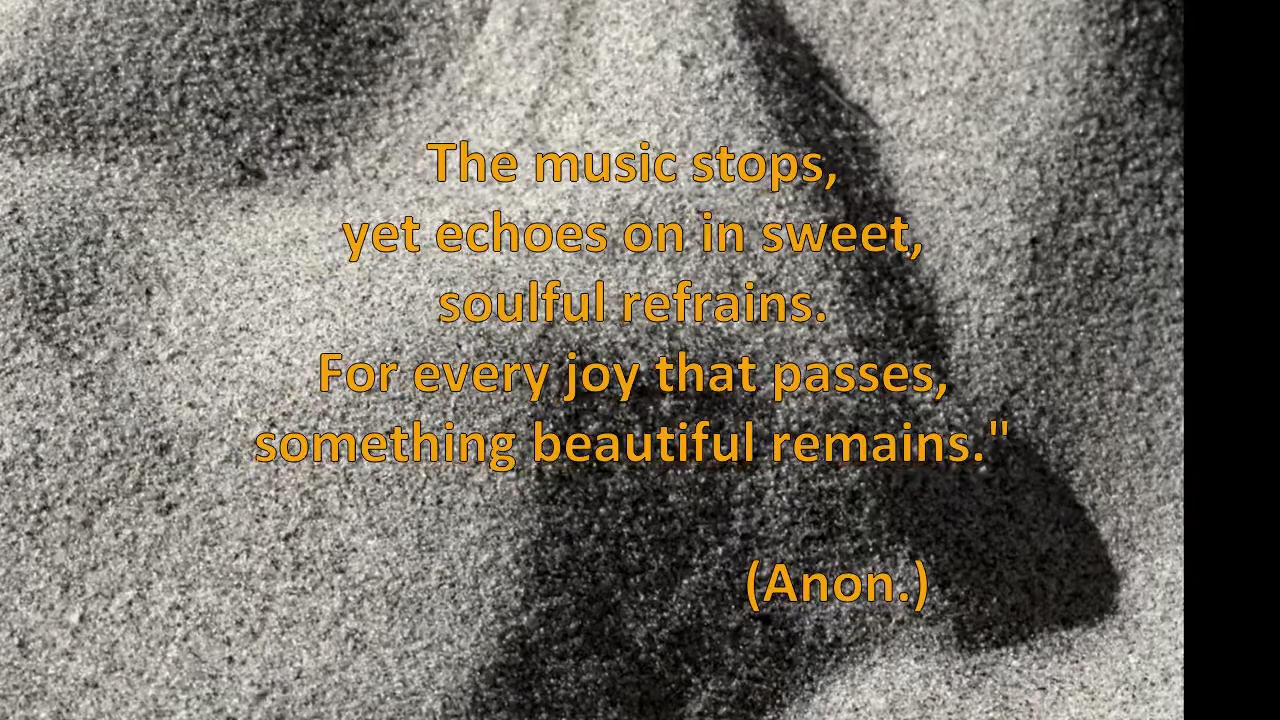 The music stops,
yet echoes on in sweet,
soulful refrains.
For every joy that passes,
something beautiful remains."
(Anon.)